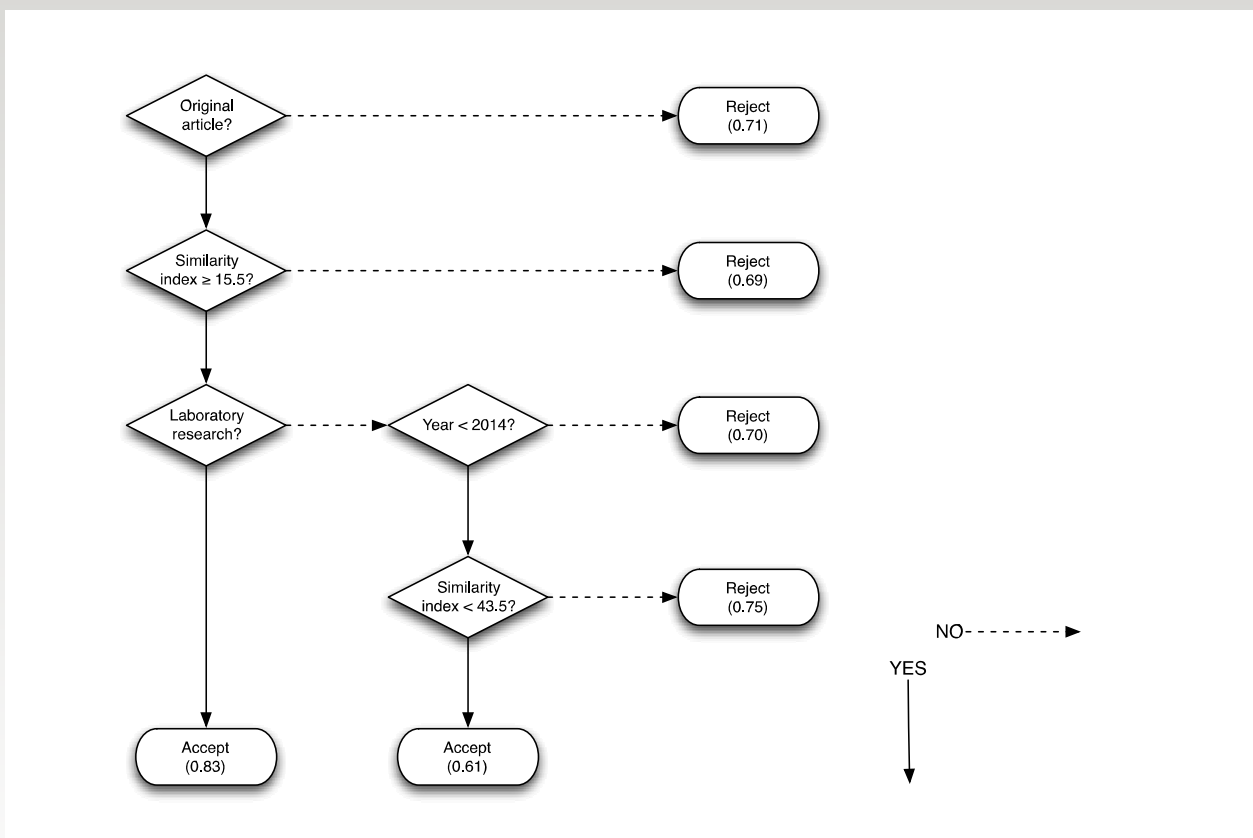 Original
article?
Reject
(0.71)
Similarity
index ≥ 15.5?
Reject
(0.69)
Laboratory
research?
Year < 2014?
Reject
(0.70)
Similarity
index < 43.5?
Reject
(0.75)
NO
YES
Accept
(0.83)
Accept
(0.61)